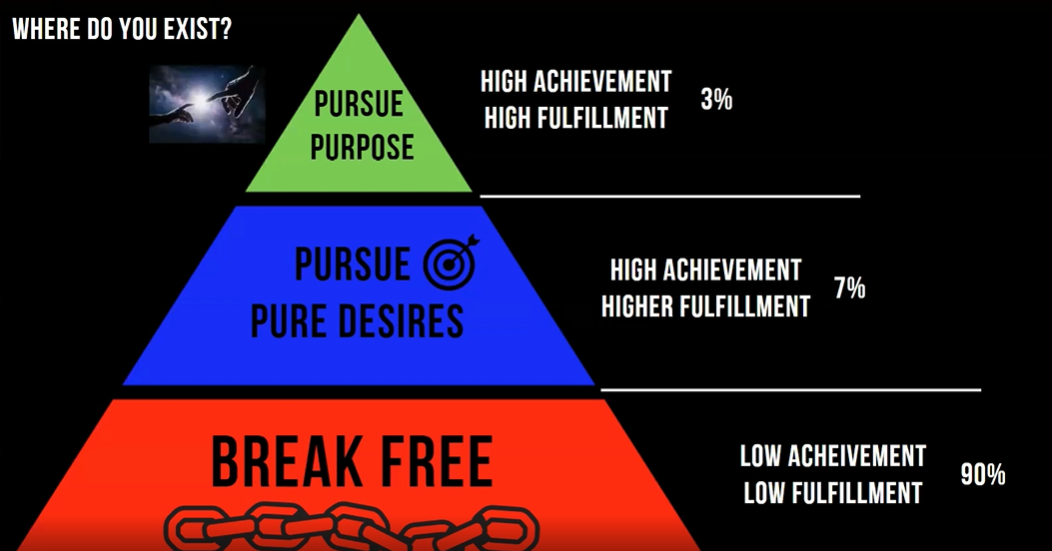 WHERE DO YOU EXIST?
PURSUE
PURPOSE
HIGH ACHIEVEMENT
HIGH FULFILLMENT
3%
PURSUE
PURE DESIRES
HIGH ACHIEVEMENT
HIGHER FULFILLMENT
7%
BREAK FREE
LOW ACHEIVEMENT
LOW FULFILLMENT
90%